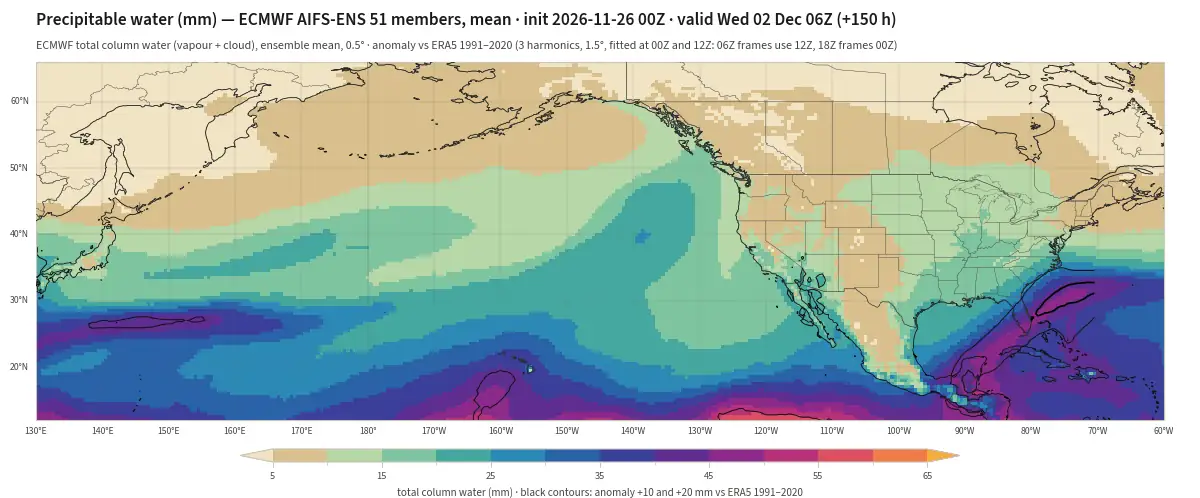 Precipitable water (mm) — ECMWF AIFS-ENS 51 members, mean · init 2026-11-26 00Z · valid Wed 02 Dec 06Z (+150 h)
ECMWF total column water (vapour + cloud), ensemble mean, 0.5° · anomaly vs ERA5 1991–2020 (3 harmonics, 1.5°, fitted at 00Z and 12Z: 06Z frames use 12Z, 18Z frames 00Z)
60°N
50°N
40°N
30°N
20°N
130°E 140°E 150°E 160°E 170°E 180° 170°W 160°W 150°W 140°W 130°W 120°W 110°W 100°W 90°W 80°W 70°W 60°W
5 15 25 35 45 55 65
total column water (mm) · black contours: anomaly +10 and +20 mm vs ERA5 1991–2020